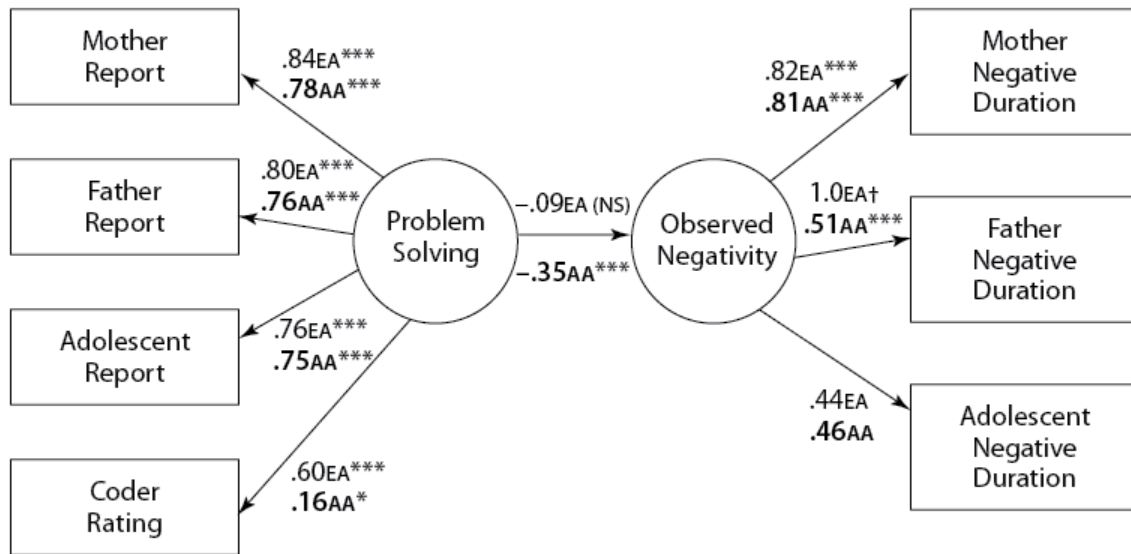 Mother
Report
.84EA***
.78AA***
Father
Report
.80EA***
.76AA***
Adolescent
Report
.76EA***
.75AA***
Coder
Rating
.60EA***
.16AA*
Problem
Solving
–.09EA (NS)
–.35AA***
Observed
Negativity
.82EA***
.81AA***
Mother
Negative
Duration
1.0EA†
.51AA***
Father
Negative
Duration
.44EA
.46AA
Adolescent
Negative
Duration